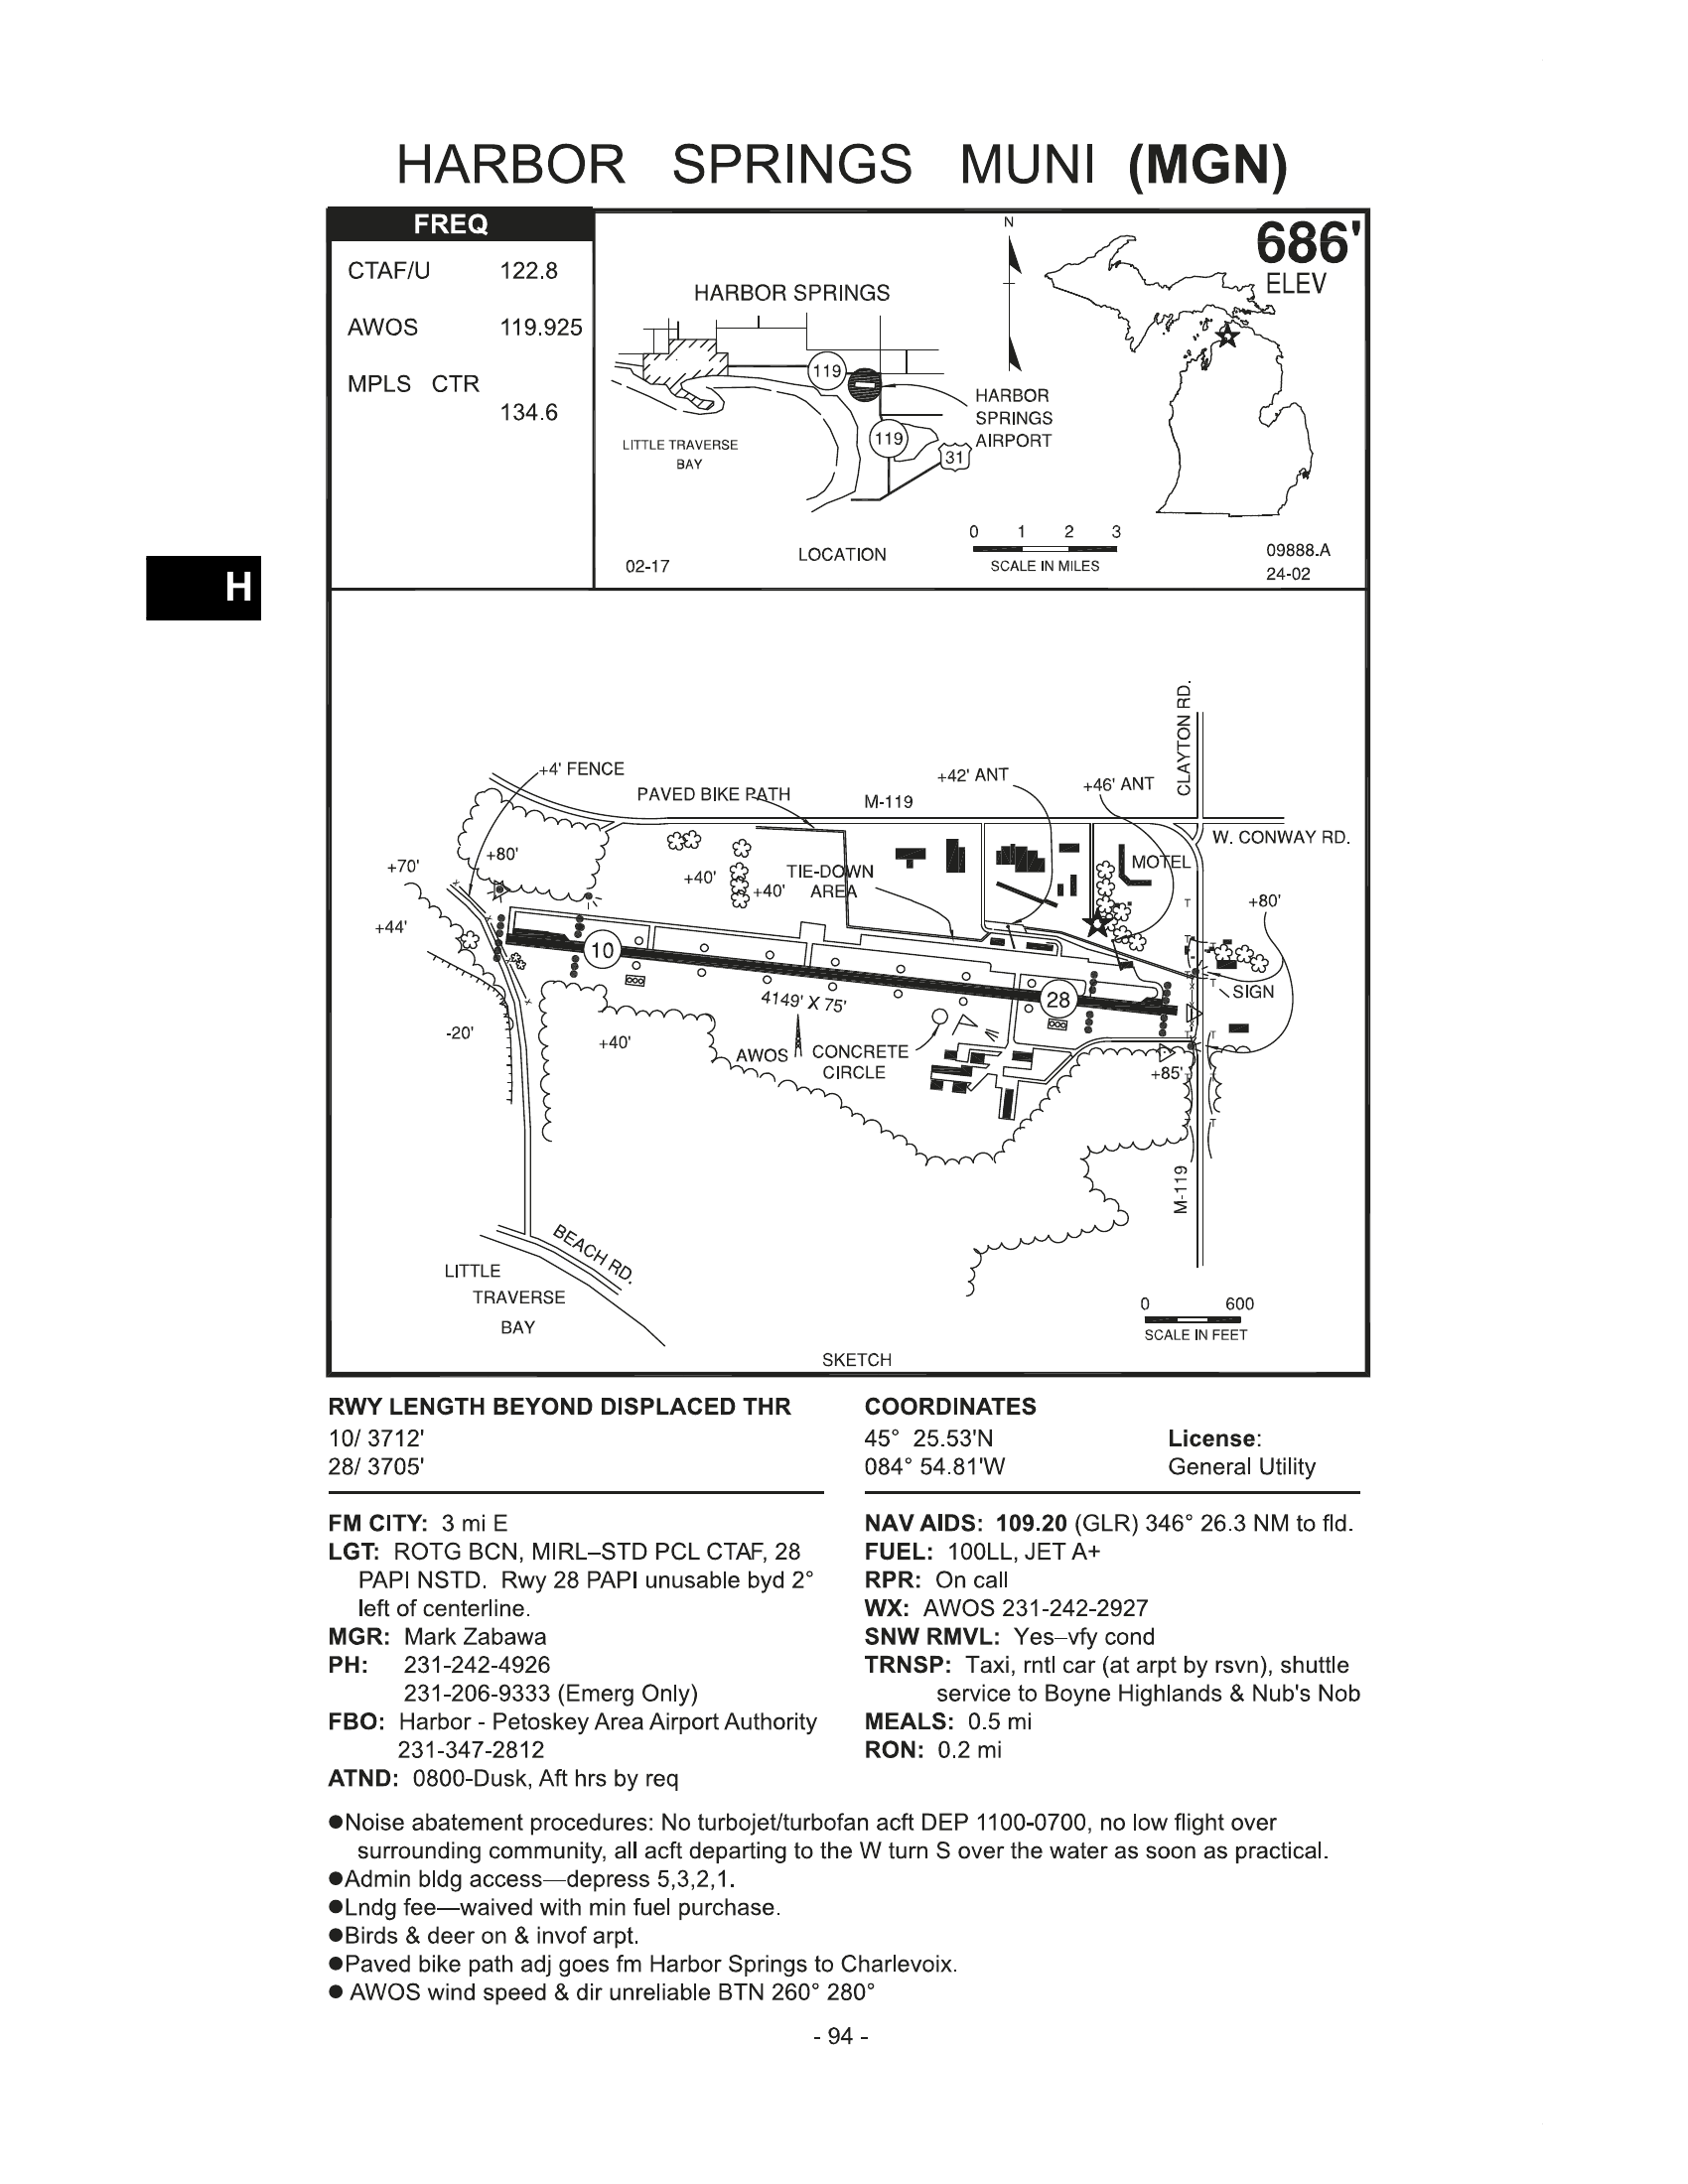 HARBOR SPRINGS MUNI (MGN)
FREQ
CTAF/U 122.8
AWOS 119.925
MPLS CTR
134.6
N
686'
ELEV
HARBOR SPRINGS
119
HARBOR
SPRINGS
AIRPORT
119
31
LITTLE TRAVERSE
BAY
0 1 2 3
SCALE IN MILES
LOCATION
02-17
09888.A
24-02
H
CLAYTON RD.
+4' FENCE
PAVED BIKE PATH
M-119
+42' ANT
+46' ANT
W. CONWAY RD.
+80'
+70'
+40'
+40'
TIE-DOWN
AREA
MOTEL
+80'
+44'
10
28
4149' X 75'
SIGN
-20'
+40'
AWOS
CONCRETE
CIRCLE
+85'
M-119
BEACH RD.
LITTLE
TRAVERSE
BAY
0 600
SCALE IN FEET
SKETCH
RWY LENGTH BEYOND DISPLACED THR
10/ 3712'
28/ 3705'
COORDINATES
45° 25.53'N
084° 54.81'W
License:
General Utility
FM CITY: 3 mi E
LGT: ROTG BCN, MIRL–STD PCL CTAF, 28
PAPI NSTD. Rwy 28 PAPI unusable byd 2°
left of centerline.
MGR: Mark Zabawa
PH: 231-242-4926
231-206-9333 (Emerg Only)
FBO: Harbor - Petoskey Area Airport Authority
231-347-2812
ATND: 0800-Dusk, Aft hrs by req
NAV AIDS: 109.20 (GLR) 346° 26.3 NM to fld.
FUEL: 100LL, JET A+
RPR: On call
WX: AWOS 231-242-2927
SNW RMVL: Yes–vfy cond
TRNSP: Taxi, rntl car (at arpt by rsvn), shuttle
service to Boyne Highlands & Nub's Nob
MEALS: 0.5 mi
RON: 0.2 mi
●Noise abatement procedures: No turbojet/turbofan acft DEP 1100-0700, no low flight over
surrounding community, all acft departing to the W turn S over the water as soon as practical.
●Admin bldg access—depress 5,3,2,1.
●Lndg fee—waived with min fuel purchase.
●Birds & deer on & invof arpt.
●Paved bike path adj goes fm Harbor Springs to Charlevoix.
● AWOS wind speed & dir unreliable BTN 260° 280°
- 94 -